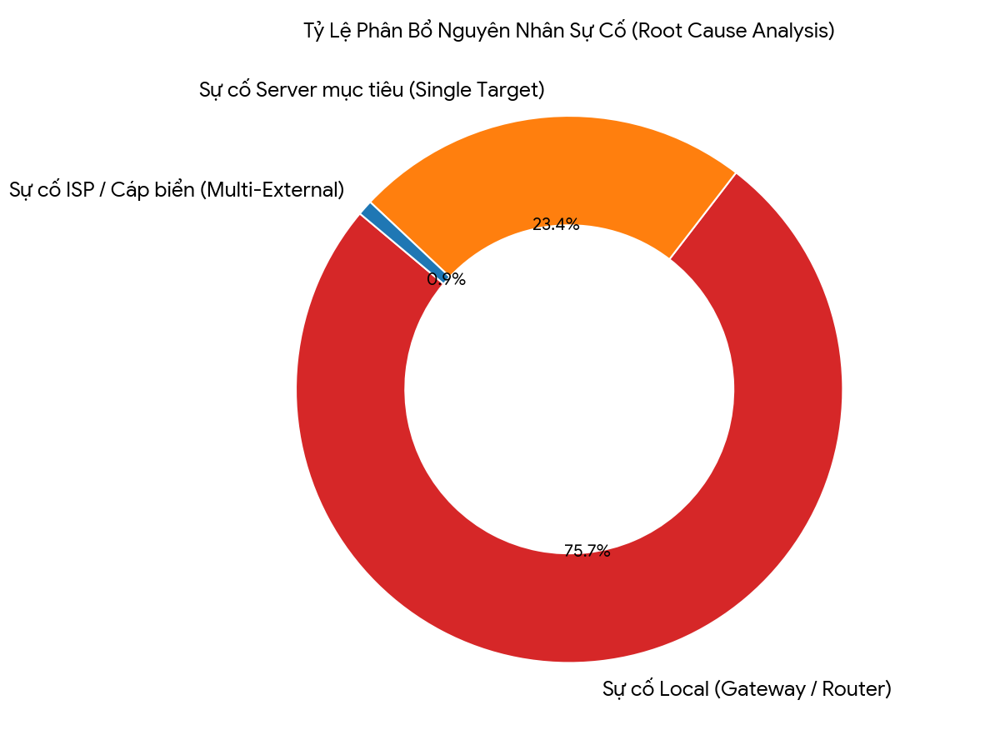 Tỷ Lệ Phân Bổ Nguyên Nhân Sự Cố (Root Cause Analysis)
Sự cố Server mục tiêu (Single Target)
Sự cố ISP / Cáp biển (Multi-External)
23.4%
0.9%
75.7%
Sự cố Local (Gateway / Router)